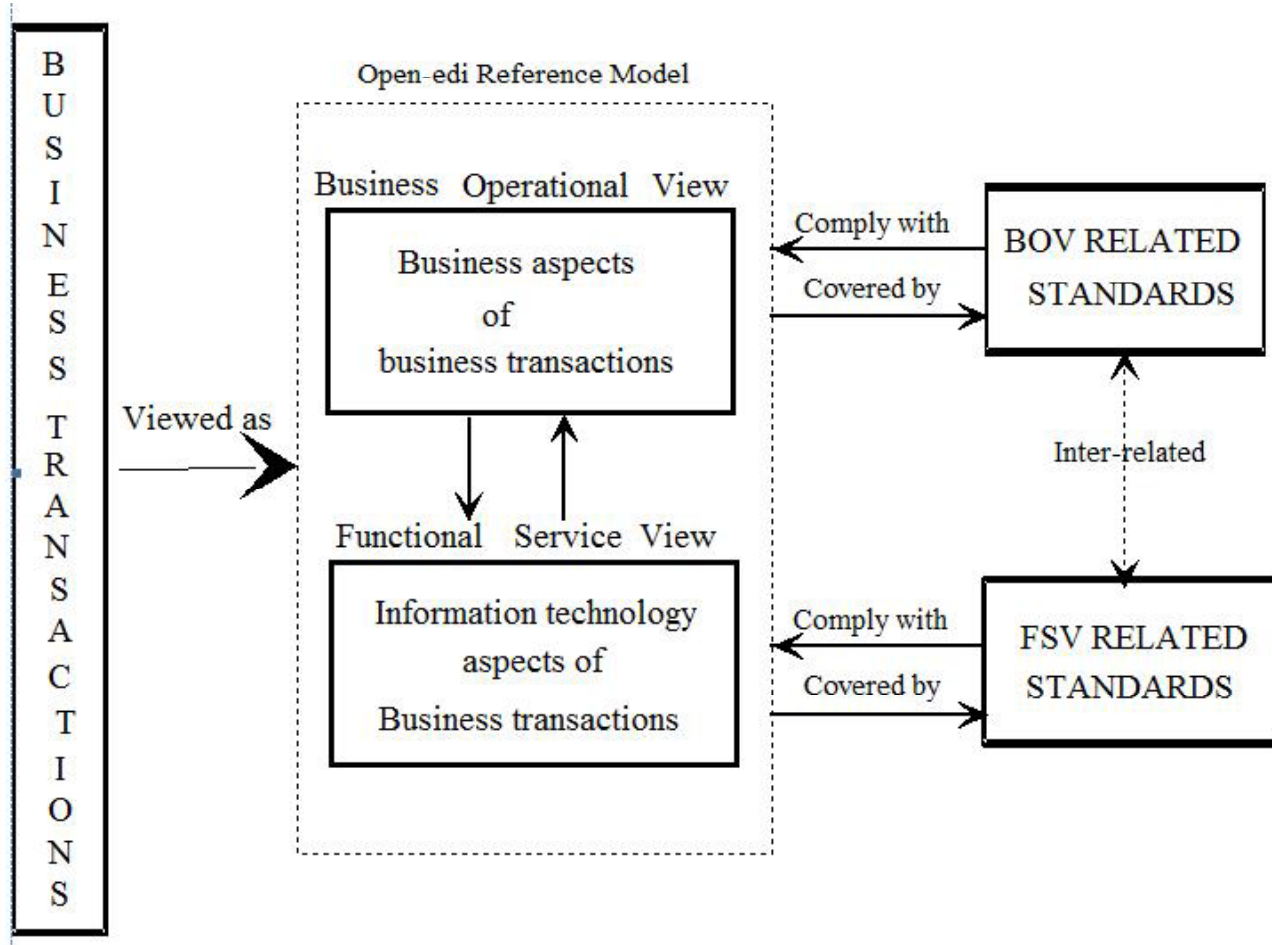 BUSINESS TRANSACTIONS
Open-edi Reference Model
Viewed as
Business Operational View
Business aspects
of
business transactions
Functional Service View
Information technology
aspects of
Business transactions
Comply with
Covered by
BOV RELATED
STANDARDS
Inter-related
Comply with
Covered by
FSV RELATED
STANDARDS